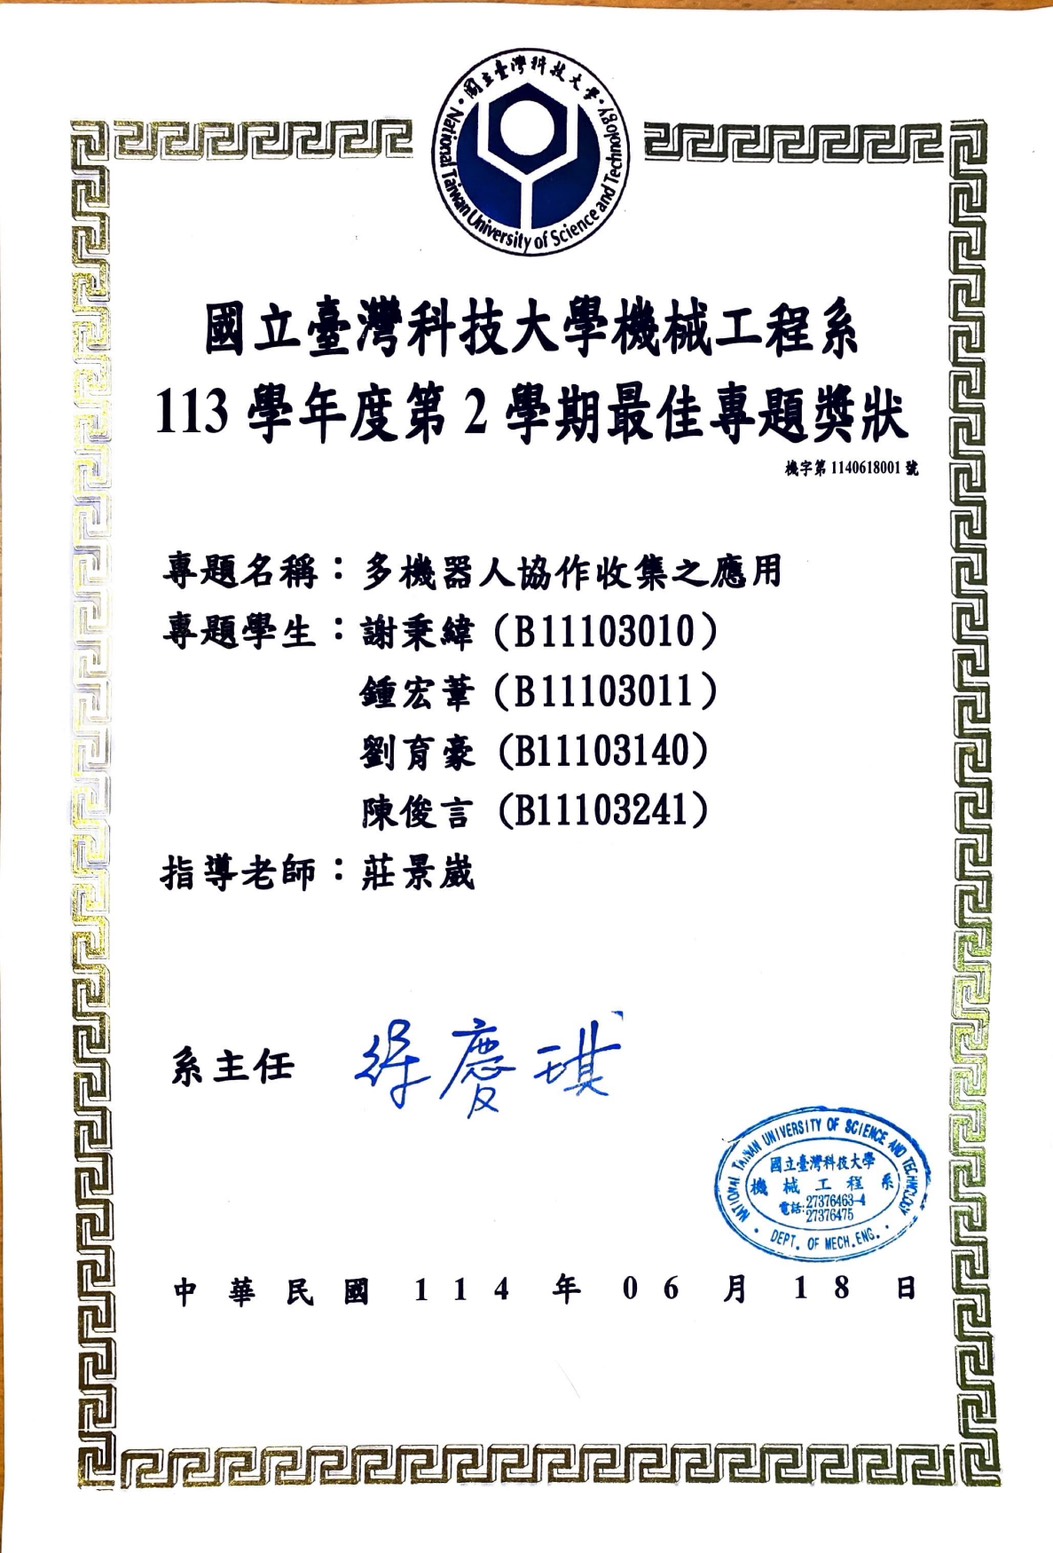 國立臺灣科技大學
National Taiwan University of Science and Technology
國立臺灣科技大學機械工程系
113 學年度第 2 學期最佳專題獎狀
機字第 1140618001 號
專題名稱：多機器人協作收集之應用
專題學生：謝秉緯（B11103010）
鍾宏葦（B11103011）
劉育豪（B11103140）
陳俊言（B11103241）
指導老師：莊景崴
系主任 徐慶琪
NATIONAL TAIWAN UNIVERSITY OF SCIENCE AND TECHNOLOGY
國立臺灣科技大學
機械工程系
電話:27376463-4
27376475
DEPT. OF MECH.ENG.
中華民國 114 年 06 月 18 日